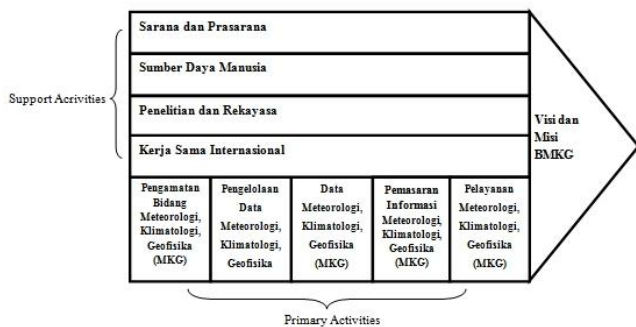 Sarana dan Prasarana
Sumber Daya Manusia
Support Acrivities
Penelitian dan Rekayasa
Kerja Sama Internasional
Visi dan
Misi
BMKG
Pengamatan
Bidang
Meteorologi,
Klimatologi,
Geofisika
(MKG)
Pengelolaan
Data
Meteorologi,
Klimatologi,
Geofisika
Data
Meteorologi,
Klimatologi,
Geofisika
(MKG)
Pemasaran
Informasi
Meteorologi,
Klimatologi,
Geofisika
(MKG)
Pelayanan
Meteorologi,
Klimatologi,
Geofisika
(MKG)
Primary Activities